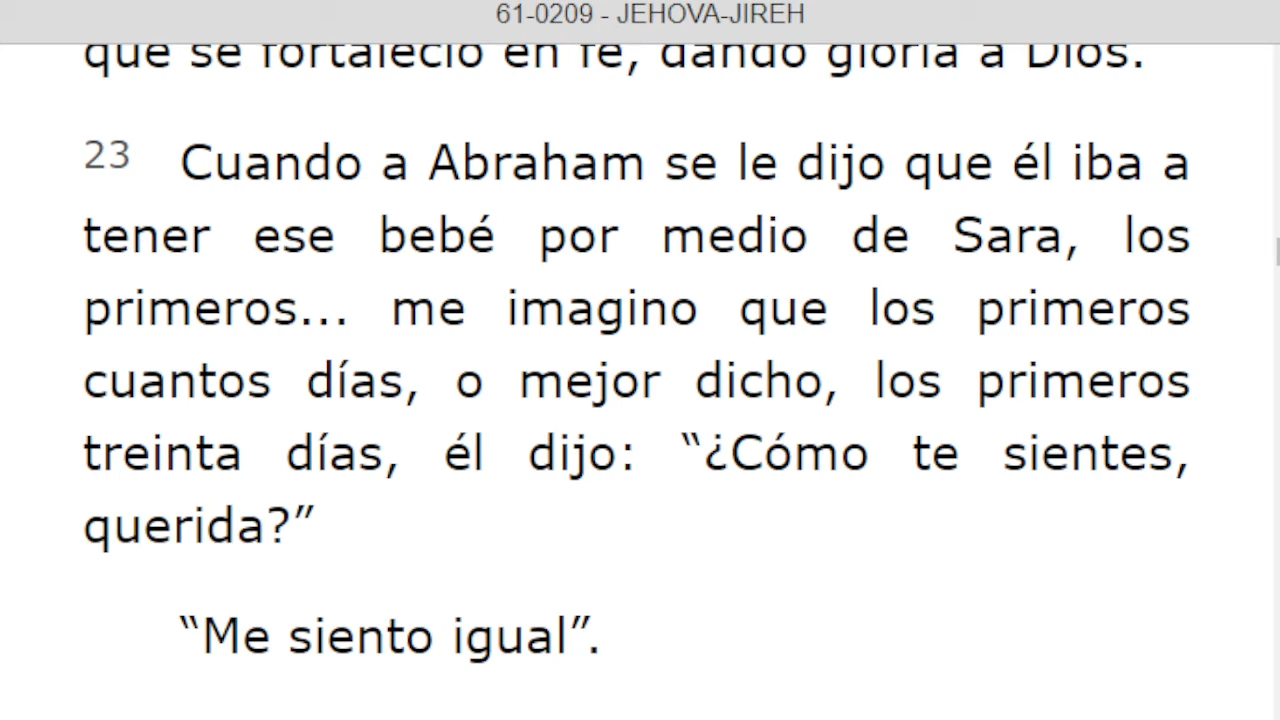 61-0209 - JEHOVA-JIREH
que se fortaleció en fe, dando gloria a Dios.
23 Cuando a Abraham se le dijo que él iba a
tener ese bebé por medio de Sara, los
primeros... me imagino que los primeros
cuantos días, o mejor dicho, los primeros
treinta días, él dijo: “¿Cómo te sientes,
querida?”
“Me siento igual”.